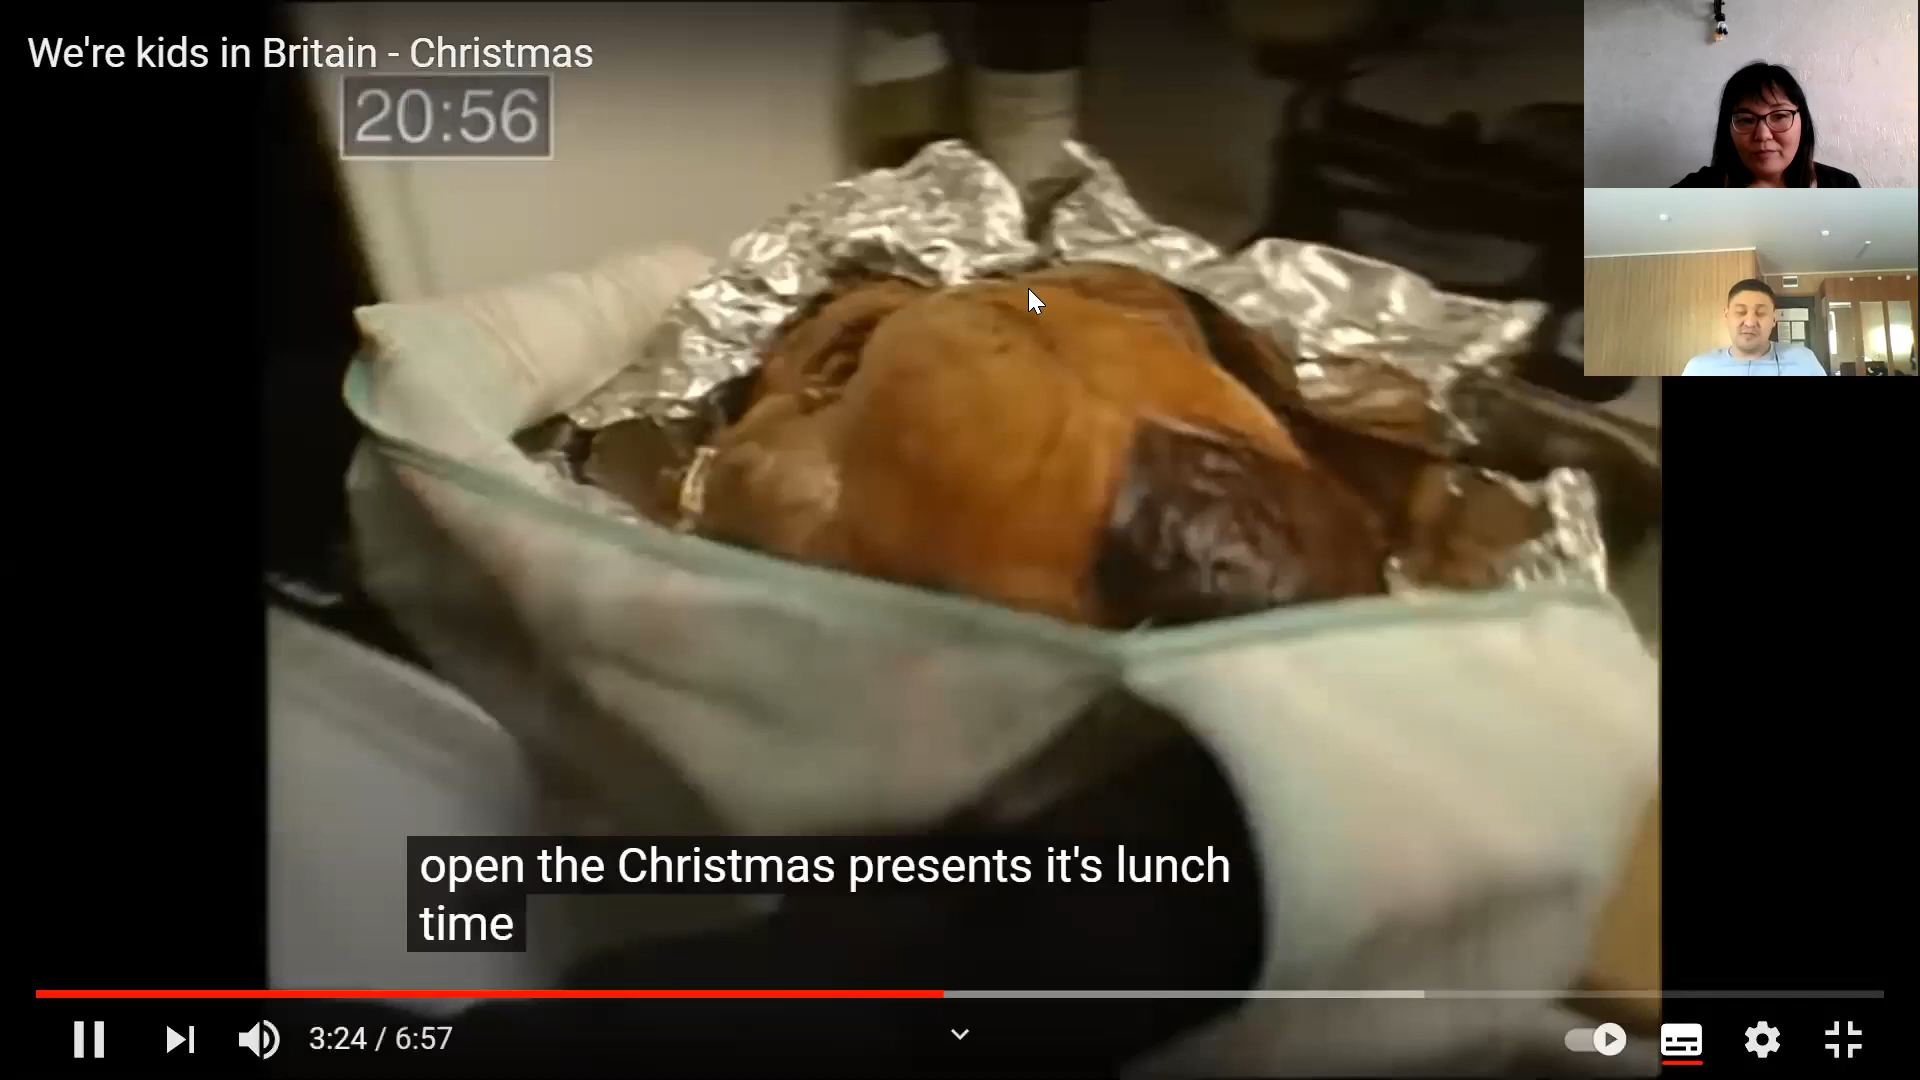 We're kids in Britain - Christmas
20:56
open the Christmas presents it's lunch
time
3:24 / 6:57